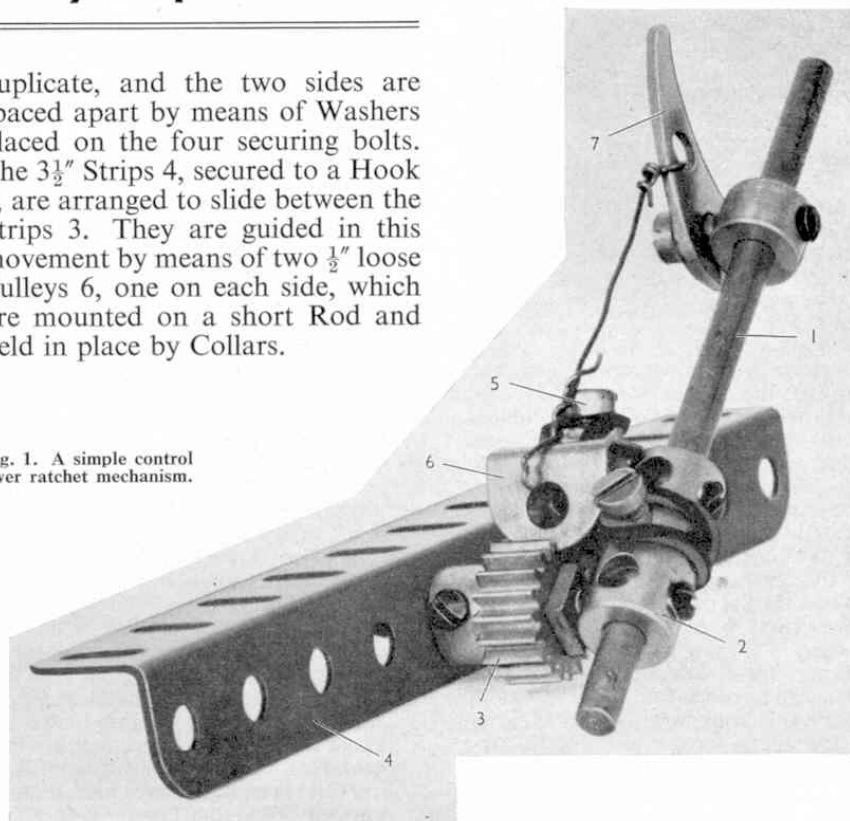 uplicate, and the two sides are
paced apart by means of Washers
laced on the four securing bolts.
he 3½″ Strips 4, secured to a Hook
, are arranged to slide between the
trips 3. They are guided in this
ovement by means of two ½″ loose
ulleys 6, one on each side, which
re mounted on a short Rod and
eld in place by Collars.
g. 1. A simple control
ver ratchet mechanism.
7
1
5
6
2
3
4